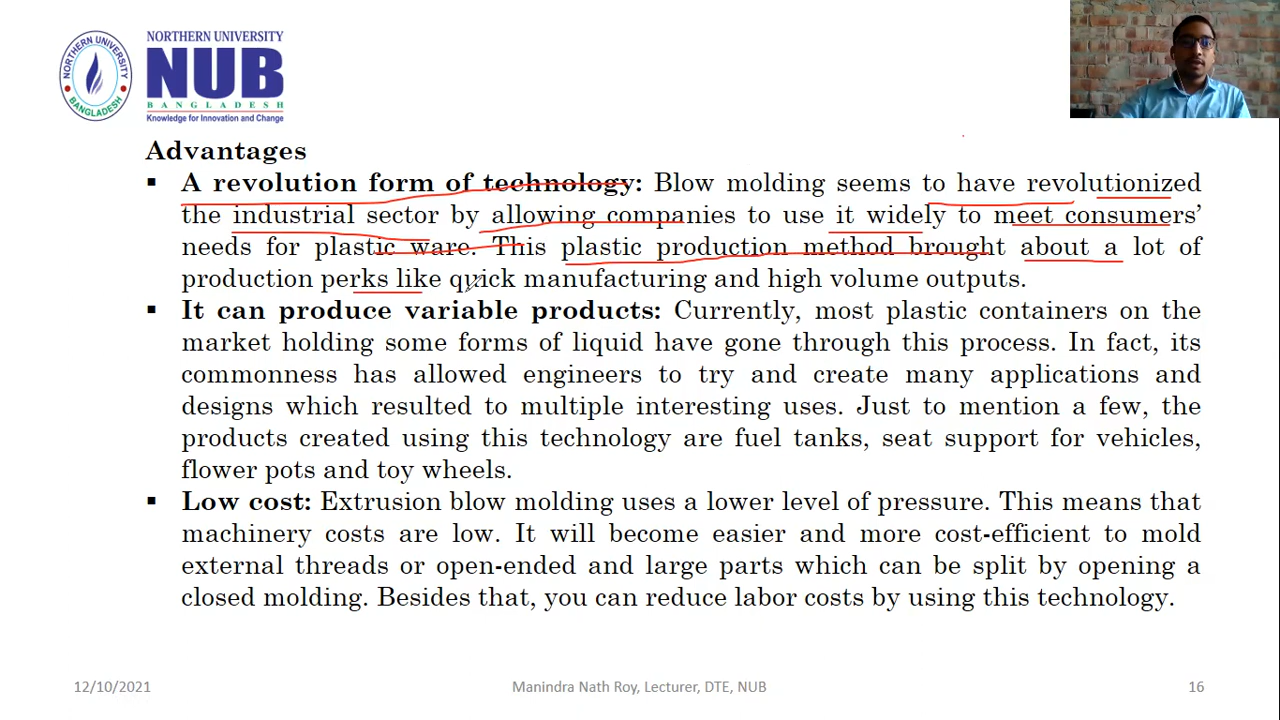 NORTHERN UNIVERSITY
NORTHERN UNIVERSITY
BANGLADESH
NUB
BANGLADESH
Knowledge for Innovation and Change
Advantages
▪ A revolution form of technology: Blow molding seems to have revolutionized
the industrial sector by allowing companies to use it widely to meet consumers’
needs for plastic ware. This plastic production method brought about a lot of
production perks like quick manufacturing and high volume outputs.
▪ It can produce variable products: Currently, most plastic containers on the
market holding some forms of liquid have gone through this process. In fact, its
commonness has allowed engineers to try and create many applications and
designs which resulted to multiple interesting uses. Just to mention a few, the
products created using this technology are fuel tanks, seat support for vehicles,
flower pots and toy wheels.
▪ Low cost: Extrusion blow molding uses a lower level of pressure. This means that
machinery costs are low. It will become easier and more cost-efficient to mold
external threads or open-ended and large parts which can be split by opening a
closed molding. Besides that, you can reduce labor costs by using this technology.
12/10/2021
Manindra Nath Roy, Lecturer, DTE, NUB
16